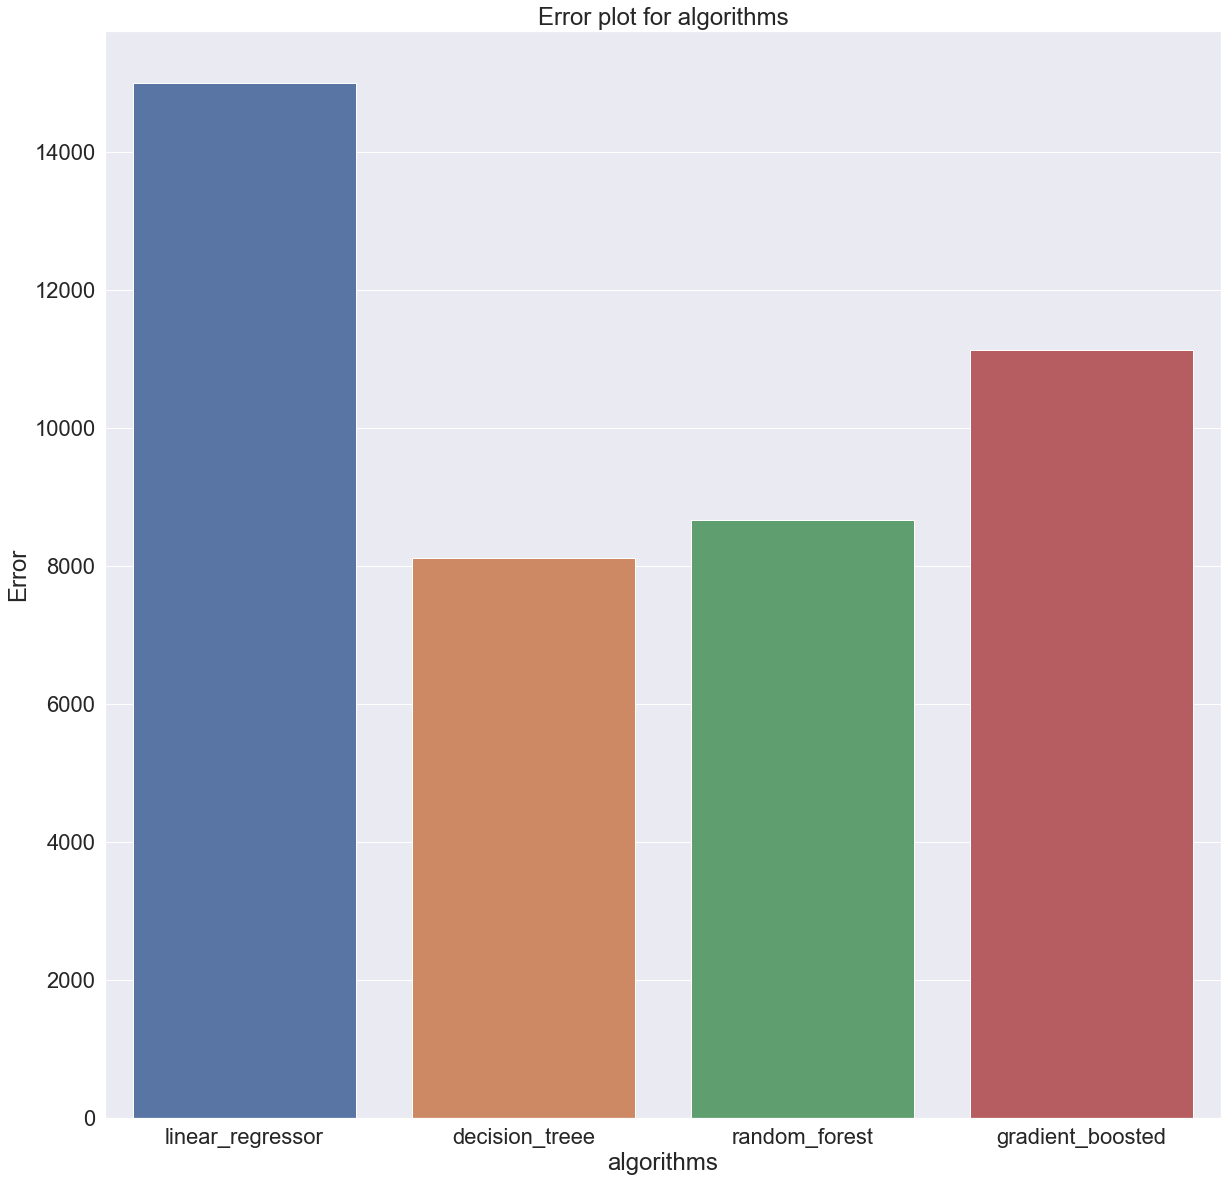 Error plot for algorithms
14000
12000
10000
8000
6000
4000
2000
0
Error
linear_regressor decision_treee random_forest gradient_boosted
algorithms